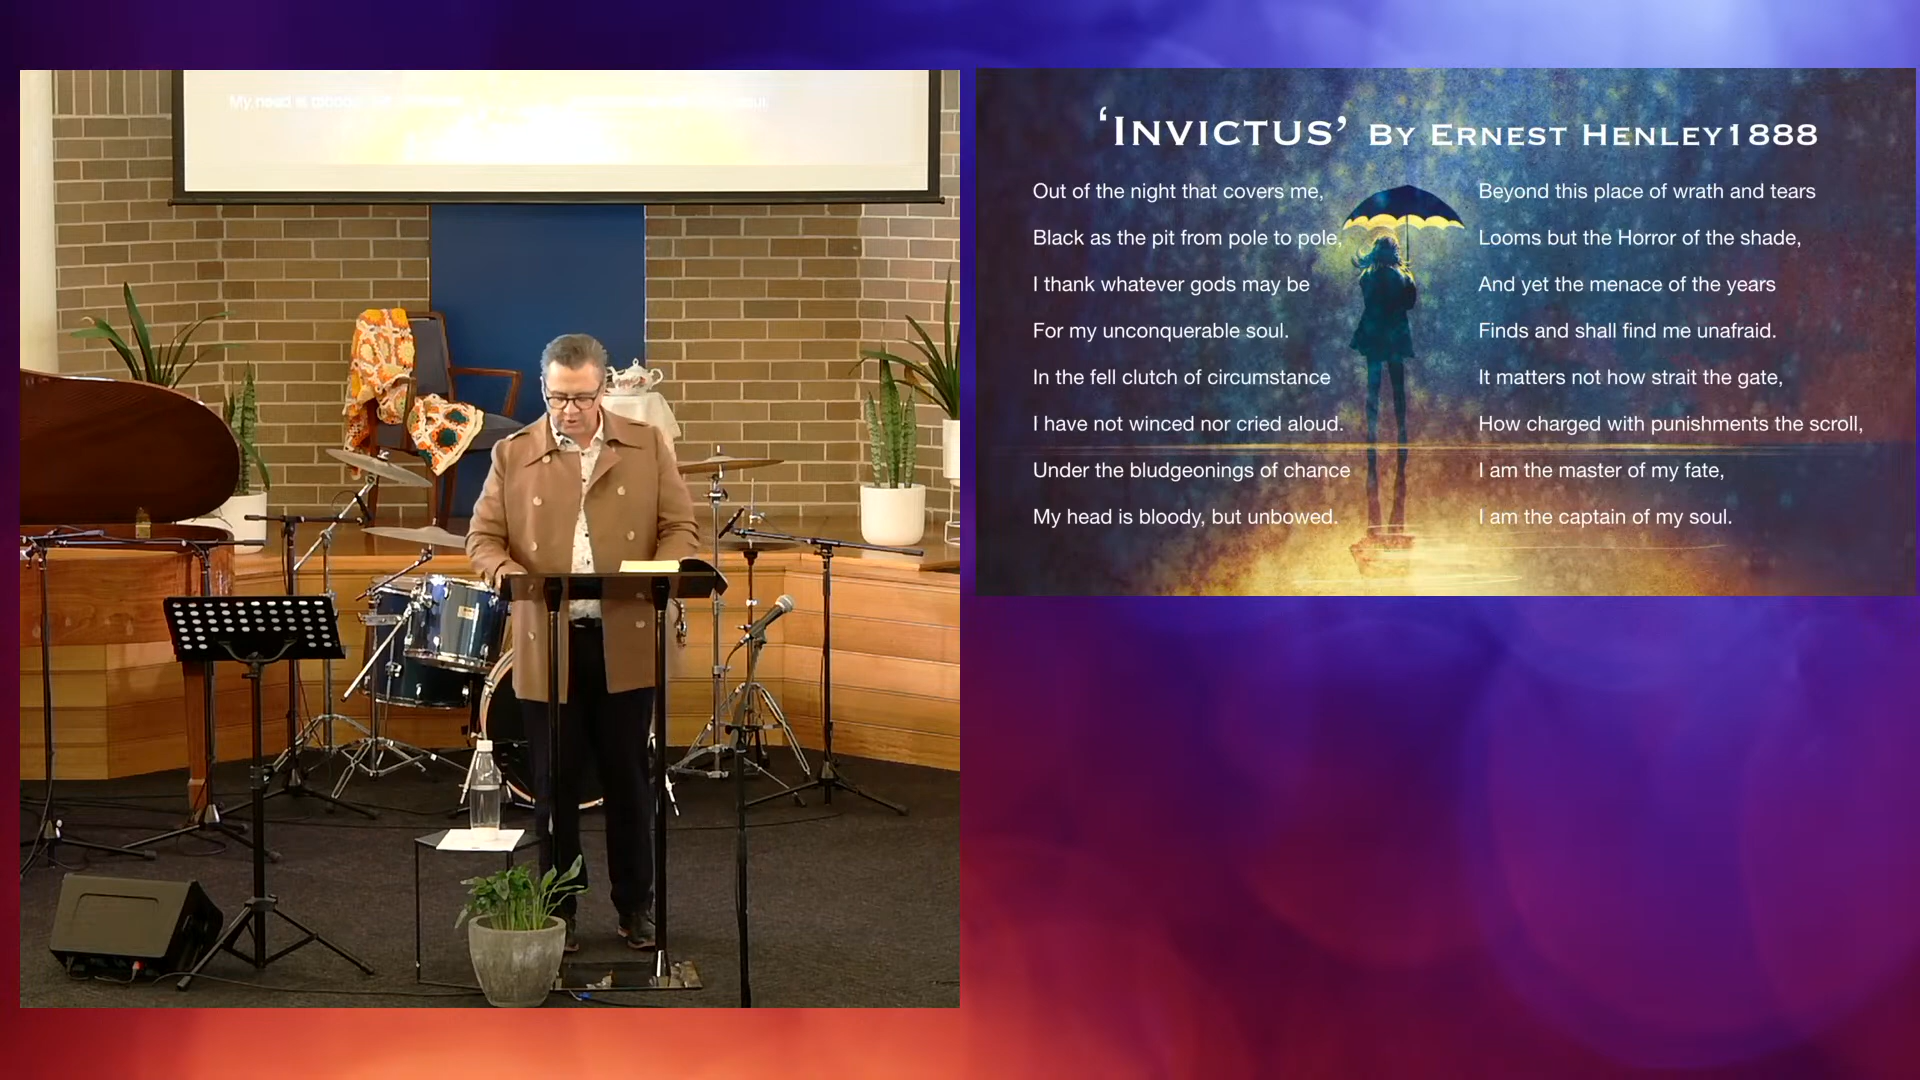 My head is bloody
‘INVICTUS’ BY ERNEST HENLEY1888
Out of the night that covers me,
Black as the pit from pole to pole,
I thank whatever gods may be
For my unconquerable soul.
In the fell clutch of circumstance
I have not winced nor cried aloud.
Under the bludgeonings of chance
My head is bloody, but unbowed.
Beyond this place of wrath and tears
Looms but the Horror of the shade,
And yet the menace of the years
Finds and shall find me unafraid.
It matters not how strait the gate,
How charged with punishments the scroll,
I am the master of my fate,
I am the captain of my soul.